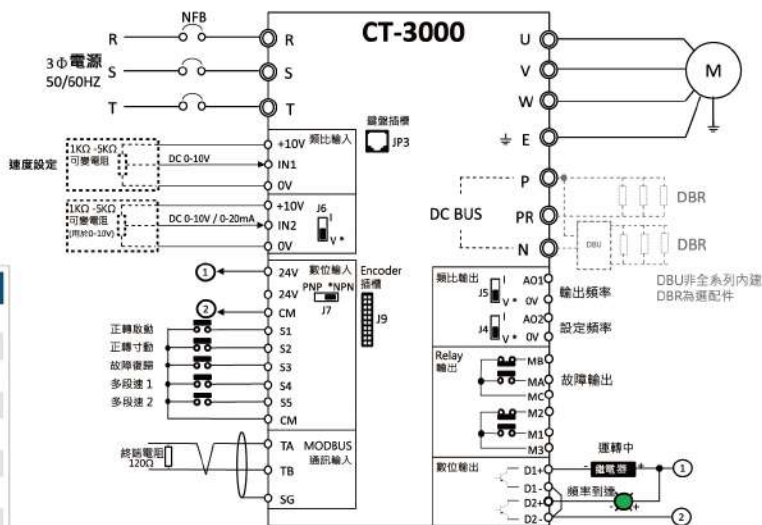 CT-3000
NFB
R
R
3Φ電源
50/60HZ
S
S
T
T
U
V
W
E
M
速度設定
1KΩ -5KΩ
可變電阻
DC 0-10V
+10V
IN1
0V
類比輸入
鍵盤插槽
JP3
1KΩ -5KΩ
可變電阻
(用於0-10V)
DC 0-10V / 0-20mA
+10V
IN2
0V
J6
I
V *
DC BUS
P
PR
N
DBU
DBR
DBR
DBU非全系列內建
DBR為選配件
1
24V
24V
2
CM
數位輸入
PNP *NPN
J7
Encoder
插槽
J9
正轉啟動
S1
正轉寸動
S2
故障復歸
S3
多段速 1
S4
多段速 2
S5
CM
終端電阻
120Ω
TA
TB
SG
MODBUS
通訊輸入
類比輸出
J5
I
V *
AO1
0V
輸出頻率
J4
I
V *
AO2
0V
設定頻率
Relay
輸出
MB
MA
MC
故障輸出
M2
M1
M3
數位輸出
D1+
D1-
D2+
D2-
運轉中
- 繼電器 +
1
頻率到達
- +
2